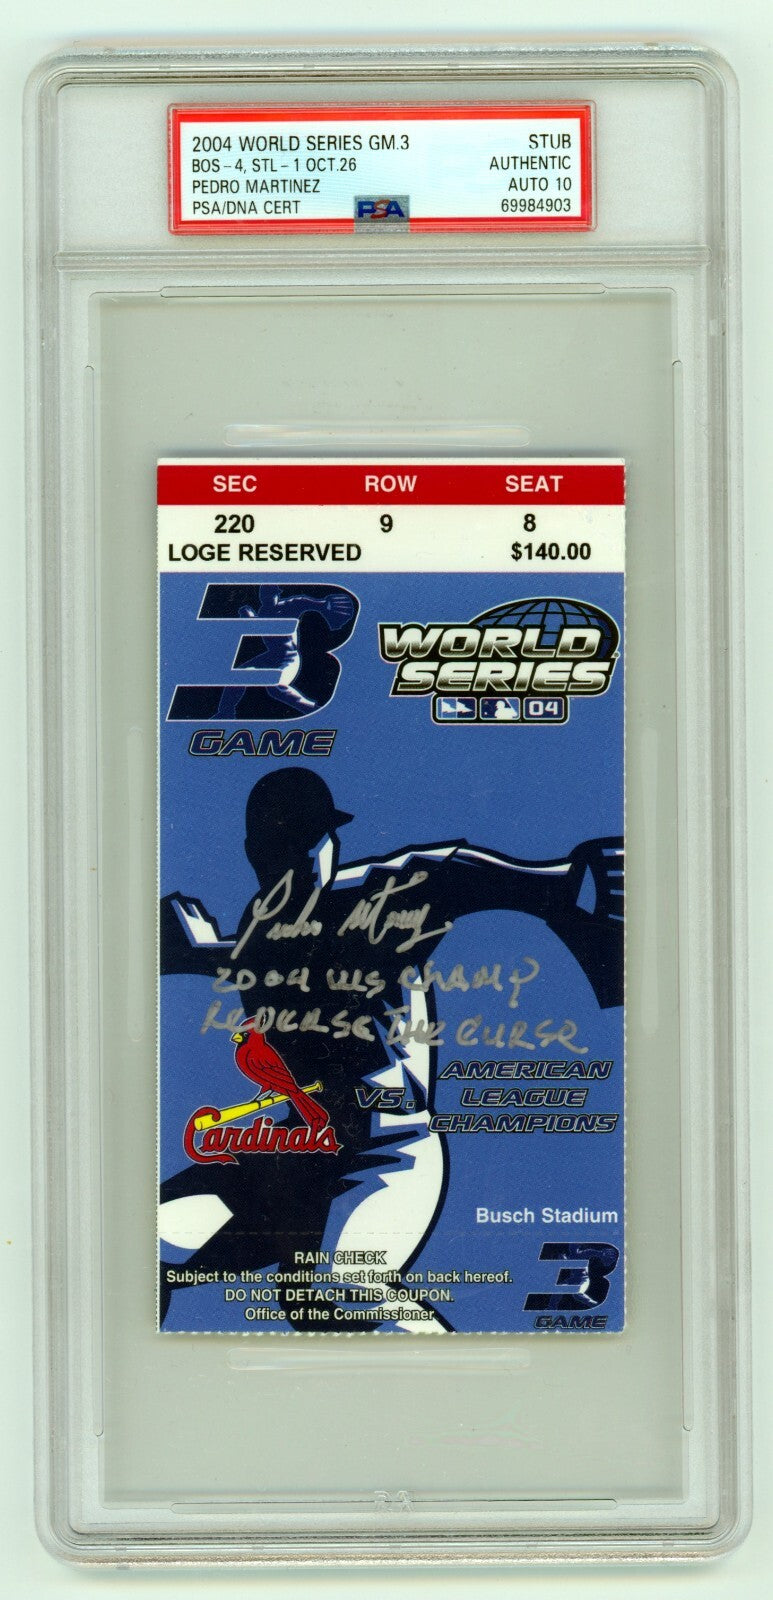 2004 WORLD SERIES GM.3 STUB
BOS - 4, STL - 1 OCT.26 AUTHENTIC
PEDRO MARTINEZ AUTO 10
PSA/DNA CERT PSA 69984903
SEC ROW SEAT
220 9 8
LOGE RESERVED $140.00
3
GAME
WORLD
SERIES
04
Pedro Martinez
2004 WS CHAMP
REVERSE THE CURSE
Cardinals
VS.
AMERICAN
LEAGUE
CHAMPIONS
Busch Stadium
RAIN CHECK
Subject to the conditions set forth on back hereof.
DO NOT DETACH THIS COUPON.
Office of the Commissioner
3
GAME